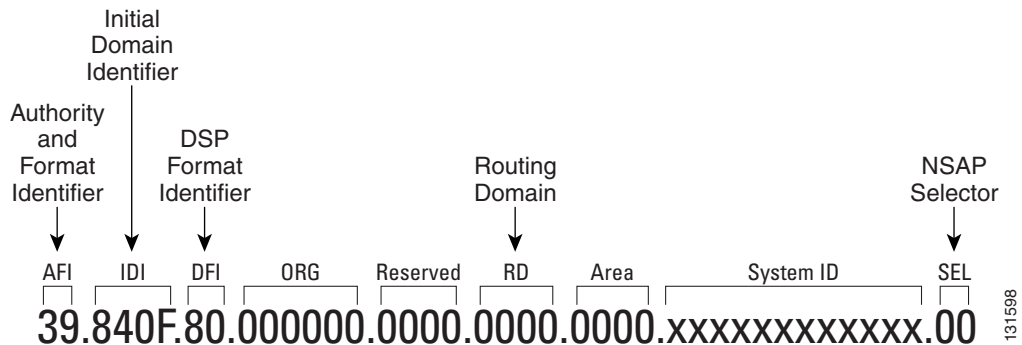 Initial
Domain
Identifier
Authority
and
Format
Identifier
DSP
Format
Identifier
Routing
Domain
NSAP
Selector
AFI IDI DFI ORG Reserved RD Area System ID SEL
39.840F.80.000000.0000.0000.0000.xxxxxxxxxxxx.00
131598